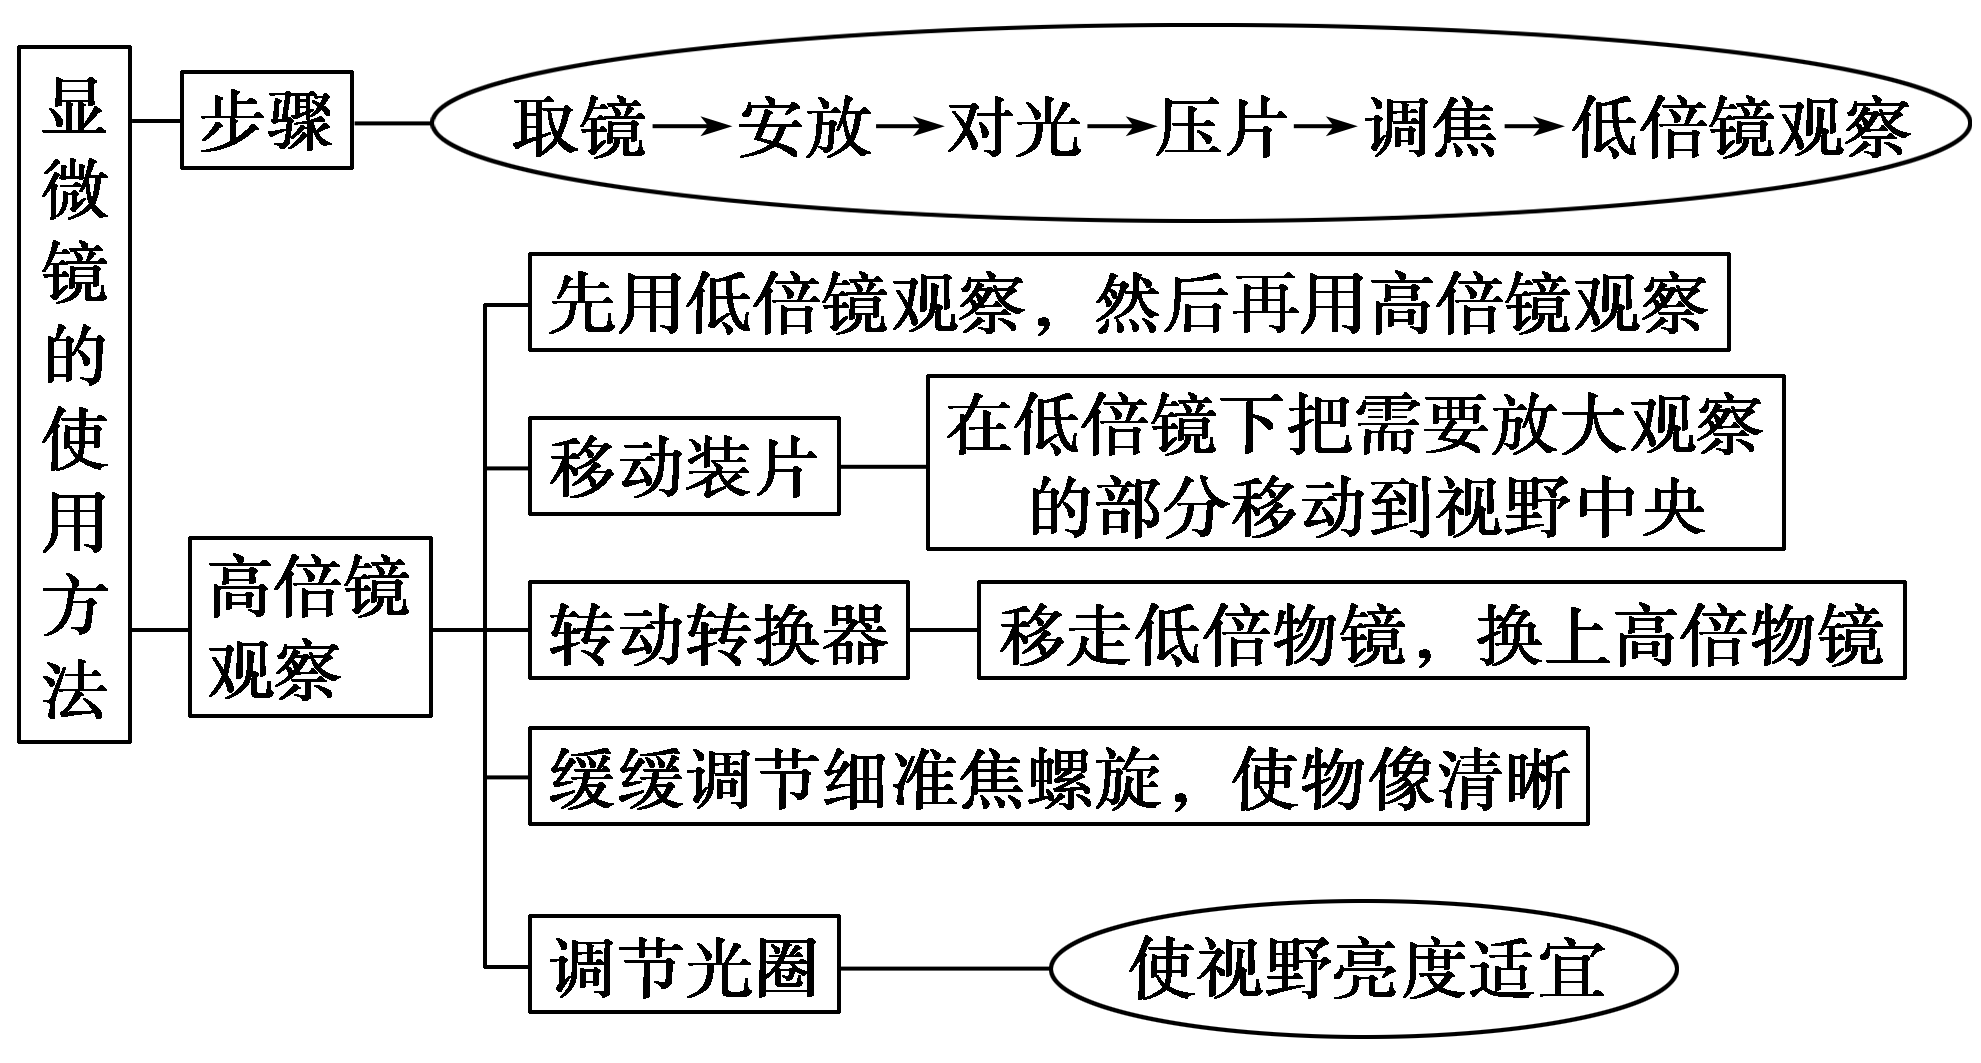 显微镜的使用方法
步骤
取镜→安放→对光→压片→调焦→低倍镜观察
高倍镜
观察
先用低倍镜观察，然后再用高倍镜观察
移动装片
在低倍镜下把需要放大观察
的部分移动到视野中央
转动转换器
移走低倍物镜，换上高倍物镜
缓缓调节细准焦螺旋，使物像清晰
调节光圈
使视野亮度适宜